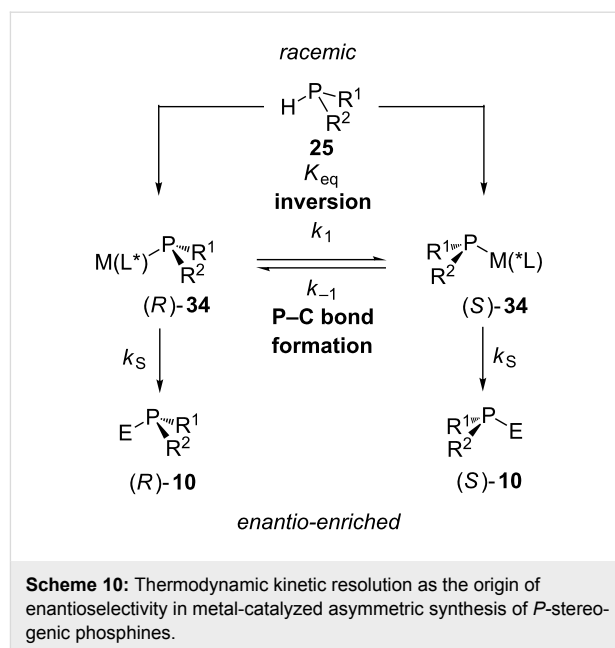 racemic
H P R¹
R²
25
Keq
inversion
k₁
M(L*) P R¹ R²
R¹ P M(*L) R²
k₋₁
(R)-34
(S)-34
P–C bond
formation
kS
kS
E P R¹ R²
R¹ P E R²
(R)-10
(S)-10
enantio-enriched
Scheme 10: Thermodynamic kinetic resolution as the origin of
enantioselectivity in metal-catalyzed asymmetric synthesis of P-stereo-
genic phosphines.